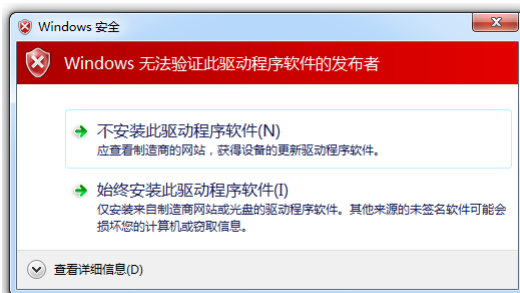 Windows 安全
Windows 无法验证此驱动程序软件的发布者
不安装此驱动程序软件(N)
应查看制造商的网站，获得设备的更新驱动程序软件。
始终安装此驱动程序软件(I)
仅安装来自制造商网站或光盘的驱动程序软件。其他来源的未签名软件可能会
损坏您的计算机或窃取信息。
查看详细信息(D)